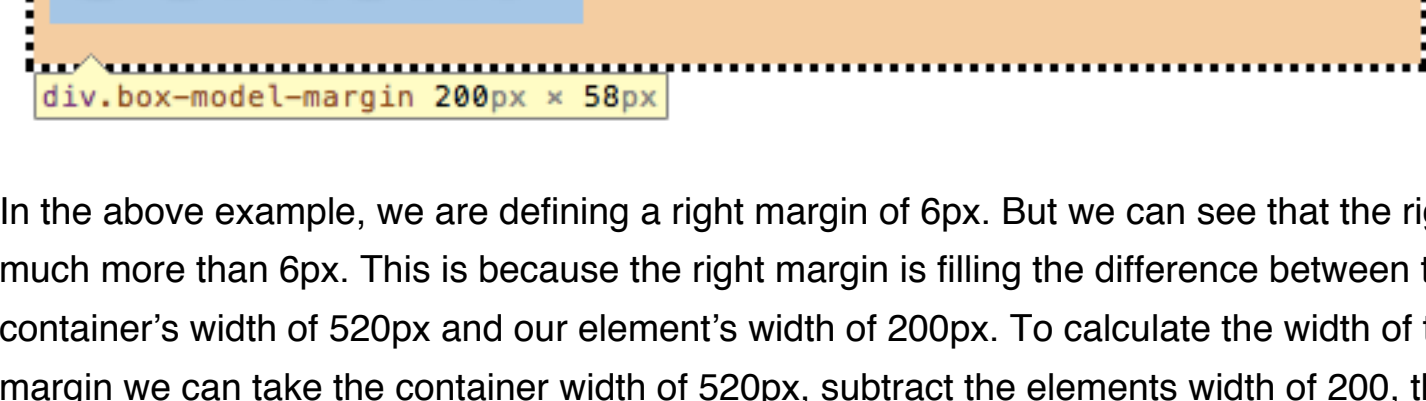 div.box-model-margin 200px × 58px
In the above example, we are defining a right margin of 6px. But we can see that the
much more than 6px. This is because the right margin is filling the difference between
container’s width of 520px and our element’s width of 200px. To calculate the width of
margin we can take the container width of 520px, subtract the elements width of 200,